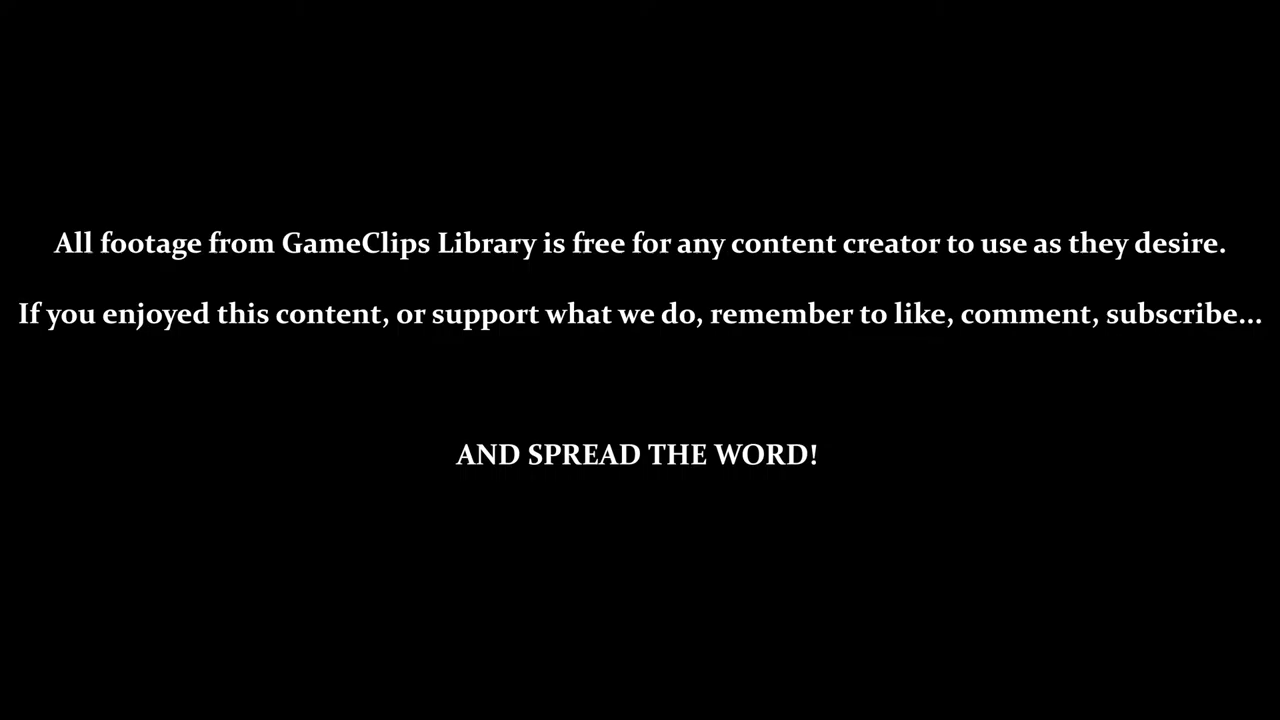 All footage from GameClips Library is free for any content creator to use as they desire.
If you enjoyed this content, or support what we do, remember to like, comment, subscribe...
AND SPREAD THE WORD!